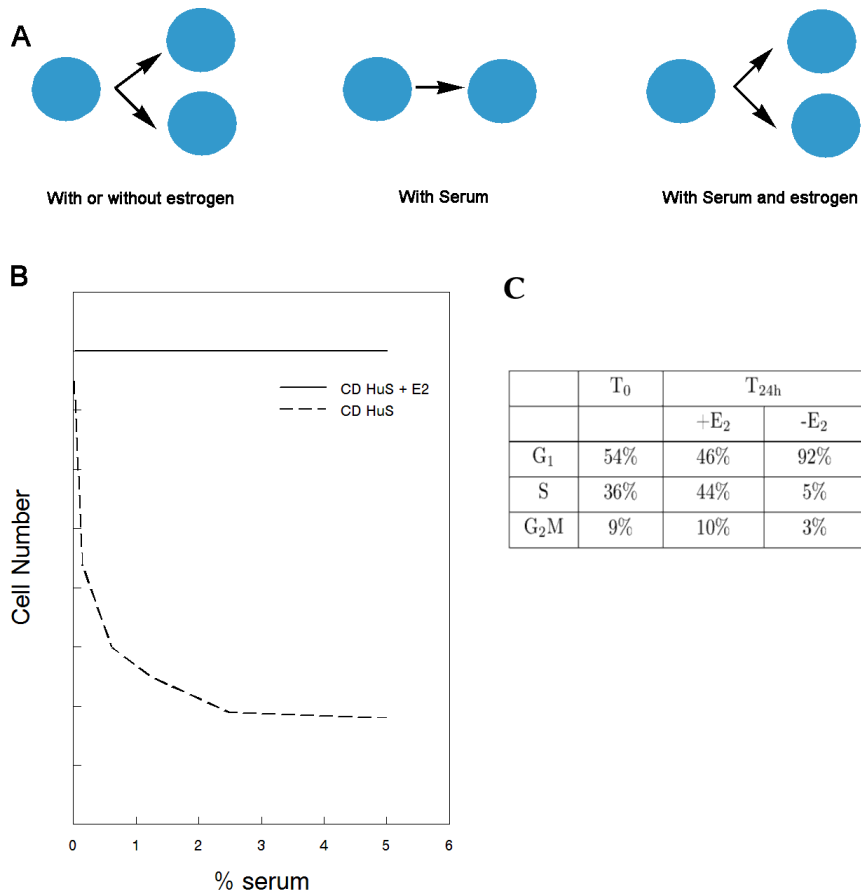 A
With or without estrogen
With Serum
With Serum and estrogen
B
CD HuS + E2
CD HuS
Cell Number
0 1 2 3 4 5 6
% serum
C
T0 T24h
+E2 -E2
G1 54% 46% 92%
S 36% 44% 5%
G2M 9% 10% 3%